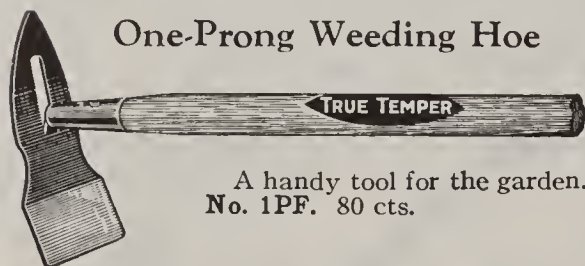 One-Prong Weeding Hoe
TRUE TEMPER
A handy tool for the garden.
No. 1PF. 80 cts.